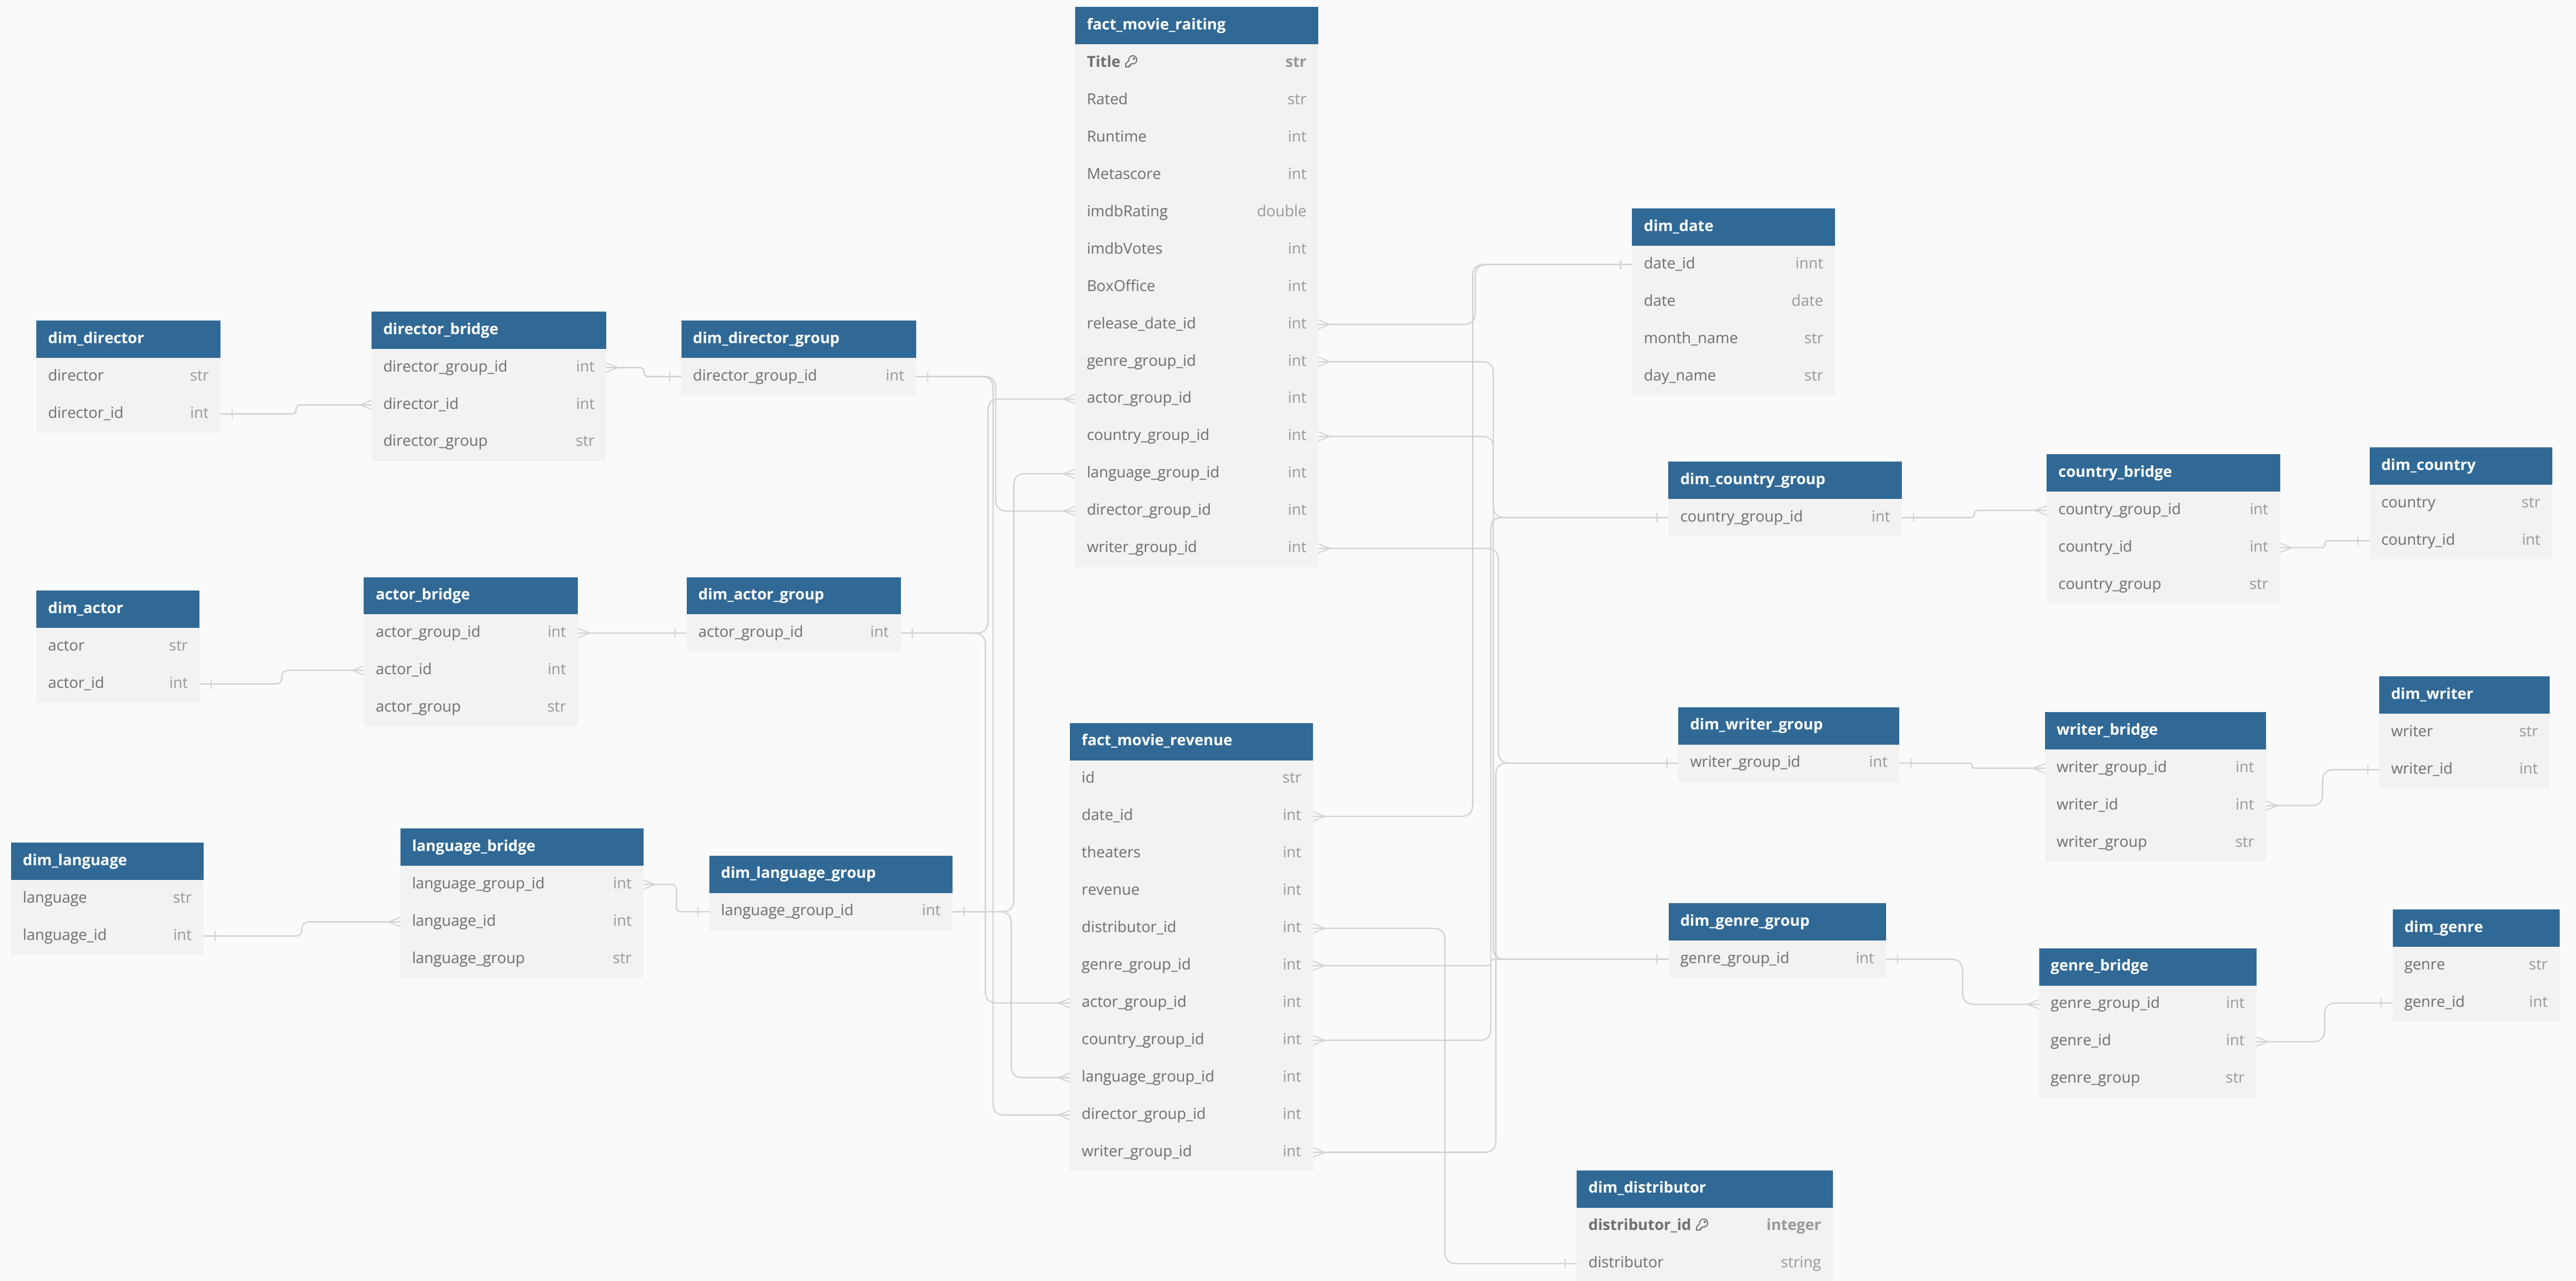 fact_movie_raiting
Title str
Rated str
Runtime int
Metascore int
imdbRating double
imdbVotes int
BoxOffice int
release_date_id int
genre_group_id int
actor_group_id int
country_group_id int
language_group_id int
director_group_id int
writer_group_id int
dim_date
date_id innt
date date
month_name str
day_name str
dim_director
director str
director_id int
director_bridge
director_group_id int
director_id int
director_group str
dim_director_group
director_group_id int
dim_country_group
country_group_id int
country_bridge
country_group_id int
country_id int
country_group str
dim_country
country str
country_id int
dim_actor
actor str
actor_id int
actor_bridge
actor_group_id int
actor_id int
actor_group str
dim_actor_group
actor_group_id int
fact_movie_revenue
id str
date_id int
theaters int
revenue int
distributor_id int
genre_group_id int
actor_group_id int
country_group_id int
language_group_id int
director_group_id int
writer_group_id int
dim_writer_group
writer_group_id int
writer_bridge
writer_group_id int
writer_id int
writer_group str
dim_writer
writer str
writer_id int
dim_language
language str
language_id int
language_bridge
language_group_id int
language_id int
language_group str
dim_language_group
language_group_id int
dim_genre_group
genre_group_id int
genre_bridge
genre_group_id int
genre_id int
genre_group str
dim_genre
genre str
genre_id int
dim_distributor
distributor_id integer
distributor string